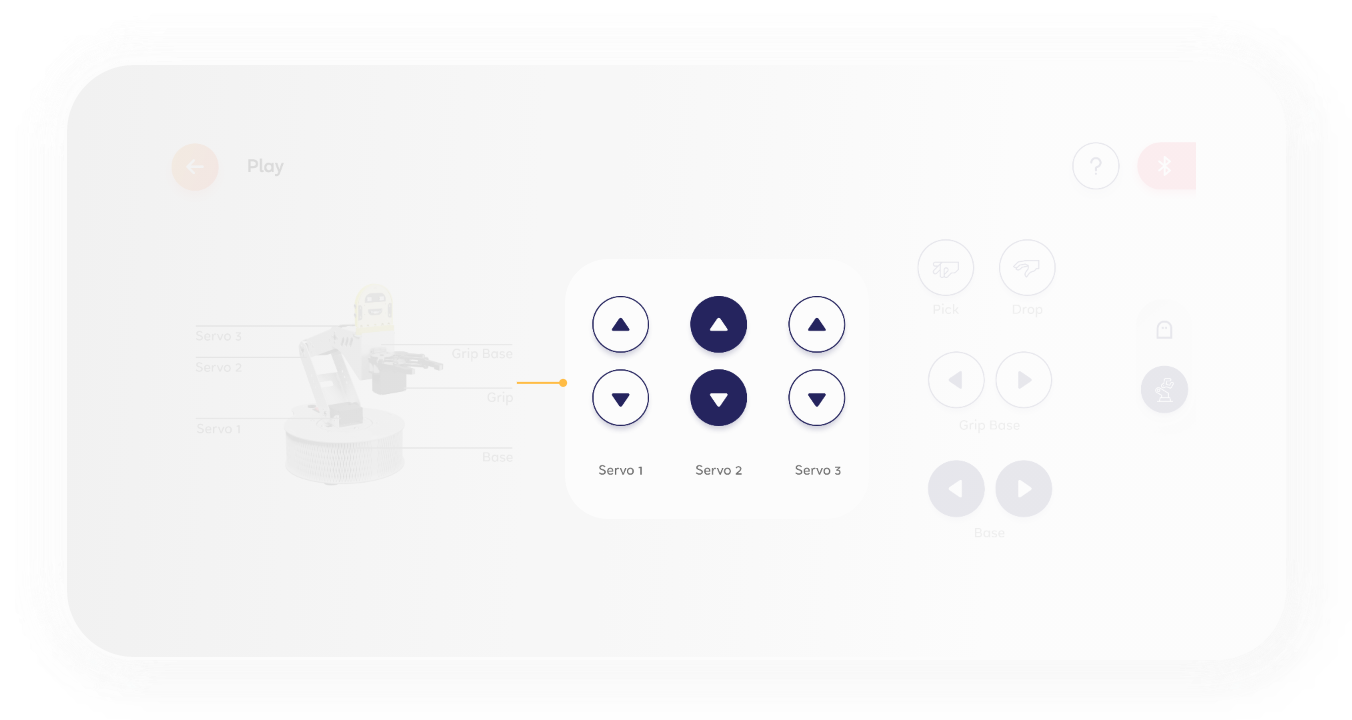 Play
?
Servo 3
Servo 2
Servo 1
Grip Base
Grip
Base
Servo 1
Servo 2
Servo 3
Pick
Drop
Grip Base
Base